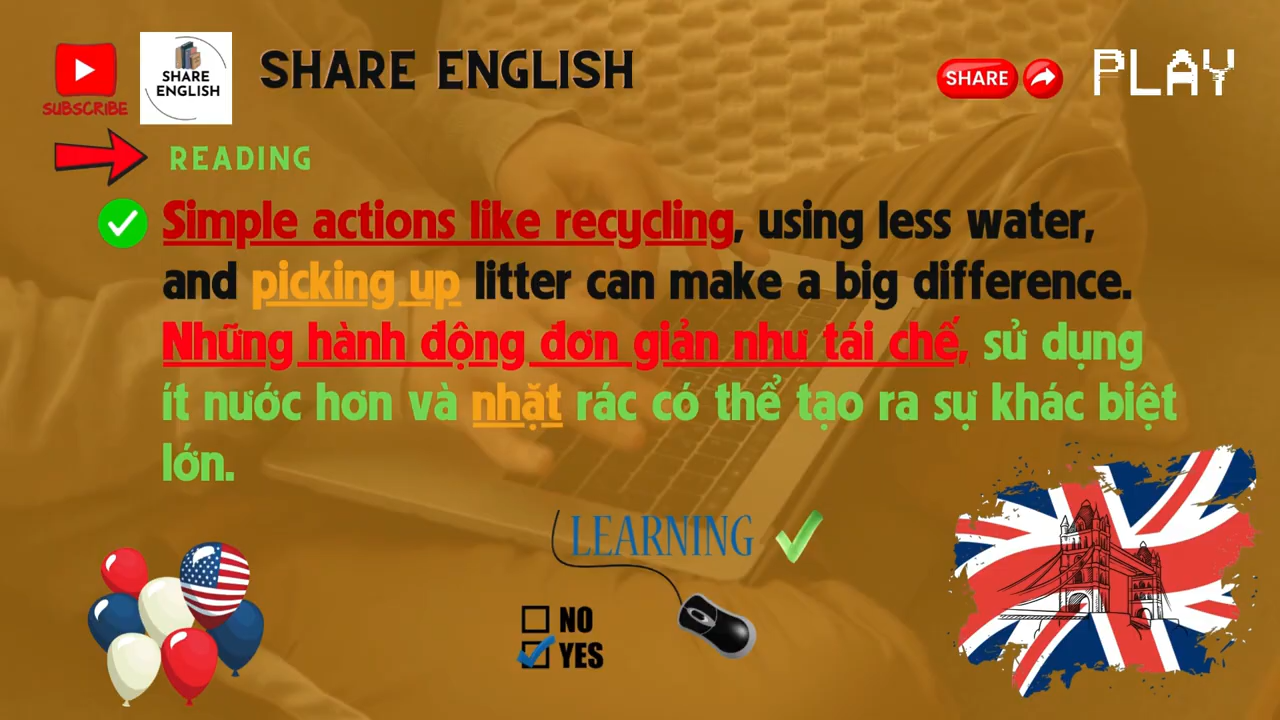 SUBSCRIBE
SHARE
ENGLISH
SHARE ENGLISH
SHARE
PLAY
READING
Simple actions like recycling, using less water,
and picking up litter can make a big difference.
Những hành động đơn giản như tái chế, sử dụng
ít nước hơn và nhặt rác có thể tạo ra sự khác biệt
lớn.
LEARNING
NO
YES